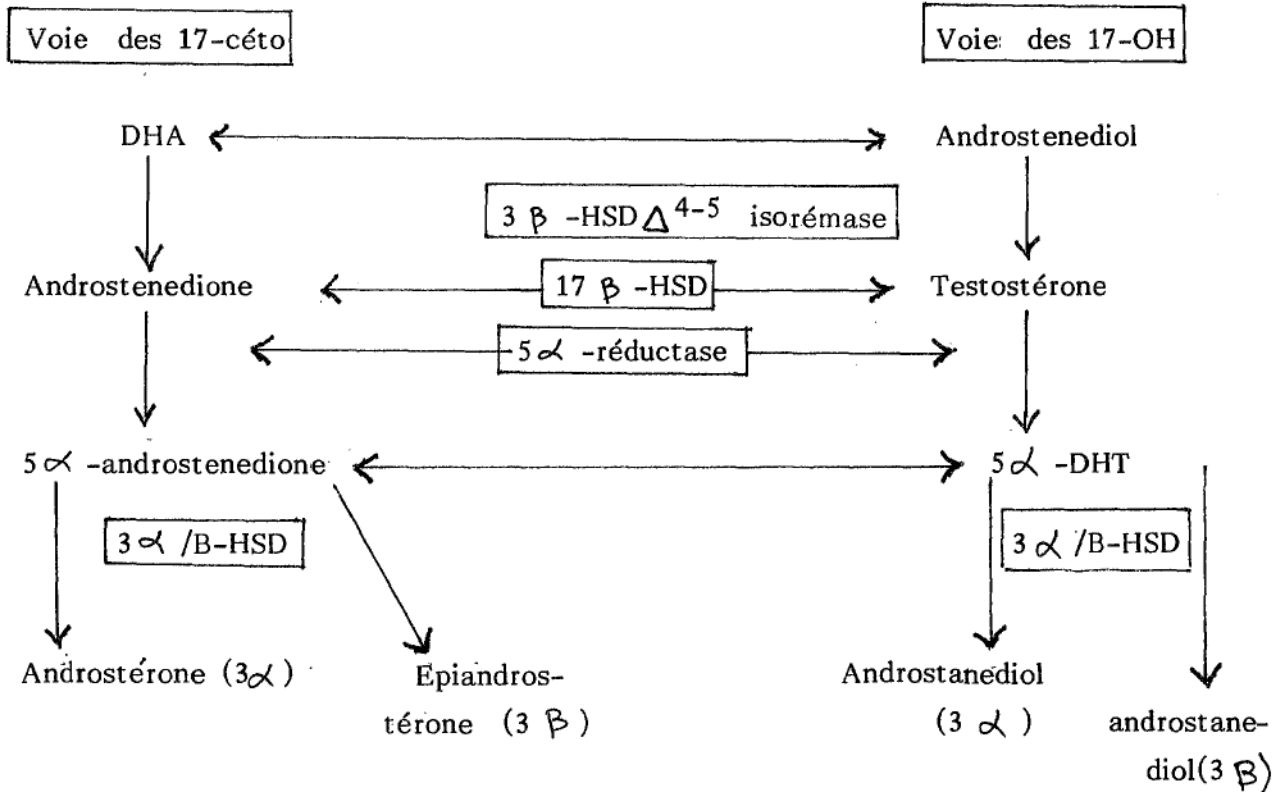 Voie des 17-céto
Voie: des 17-OH
DHA
Androstenediol
3 β -HSD Δ⁴⁻⁵ isorémase
Androstenedione
17 β -HSD
Testostérone
5α -réductase
5α -androstenedione
5α -DHT
3α /B-HSD
3α /B-HSD
Androstérone (3α)
Epiandros-
térone (3 β)
Androstanediol
(3 α)
androstane-
diol(3 β)